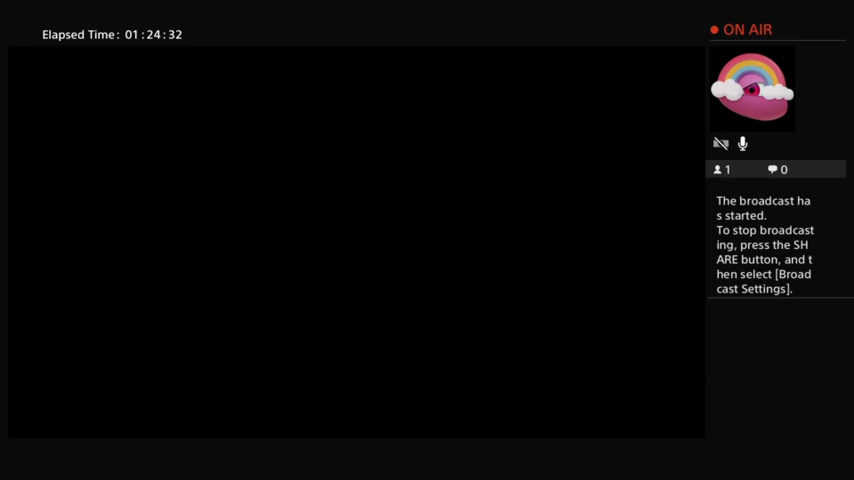 Elapsed Time: 01:24:32
ON AIR
1 0
The broadcast ha
s started.
To stop broadcast
ing, press the SH
ARE button, and t
hen select [Broad
cast Settings].